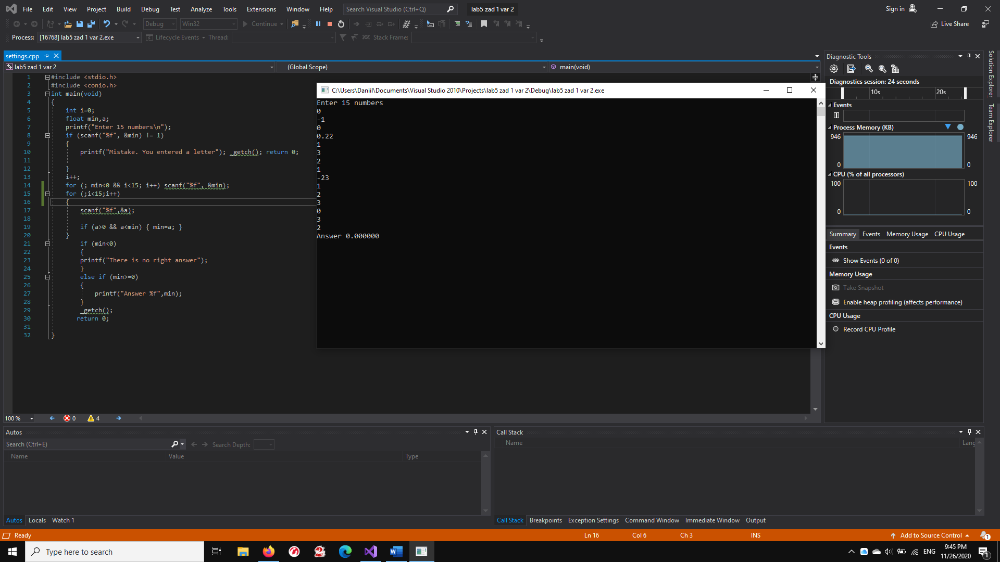 File Edit View Project Build Debug Test Analyze Tools Extensions Window Help Search Visual Studio (Ctrl+Q) lab5 zad 1 var 2 Sign in
Debug Win32 Continue Live Share
Process: [16768] lab5 zad 1 var 2.exe Lifecycle Events Thread: Stack Frame:
settings.cpp
lab5 zad 1 var 2 (Global Scope) main(void)
1 #include <stdio.h>
2 #include <conio.h>
3 int main(void)
4 {
5 int i=0;
6 float min,a;
7 printf("Enter 15 numbers\n");
8 if (scanf("%f", &min) != 1)
9 {
10 printf("Mistake. You entered a letter"); _getch(); return 0;
11
12 }
13 i++;
14 for (; min<0 && i<15; i++) scanf("%f", &min);
15 for (;i<15;i++)
16 {
17 scanf("%f",&a);
18
19 if (a>0 && a<min) { min=a; }
20 }
21 if (min<0)
22 {
23 printf("There is no right answer");
24 }
25 else if (min>=0)
26 {
27 printf("Answer %f",min);
28 }
29 _getch();
30 return 0;
31
32 }
C:\Users\Daniil\Documents\Visual Studio 2010\Projects\lab5 zad 1 var 2\Debug\lab5 zad 1 var 2.exe
Enter 15 numbers
0
-1
0
0.22
1
3
2
1
-23
1
2
3
0
3
2
Answer 0.000000
Diagnostic Tools
Diagnostics session: 24 seconds
10s 20s
Events
Process Memory (KB)
946 946
0 0
CPU (% of all processors)
100 100
0 0
Summary Events Memory Usage CPU Usage
Events
Show Events (0 of 0)
Memory Usage
Take Snapshot
Enable heap profiling (affects performance)
CPU Usage
Record CPU Profile
Solution Explorer
Team Explorer
100 % 0 4
Autos
Search (Ctrl+E) Search Depth:
Name Value Type
Autos Locals Watch 1
Call Stack
Name Lang
Call Stack Breakpoints Exception Settings Command Window Immediate Window Output
Ready Ln 16 Col 6 Ch 3 INS Add to Source Control 1
Type here to search
ENG
9:45 PM
11/26/2020
1